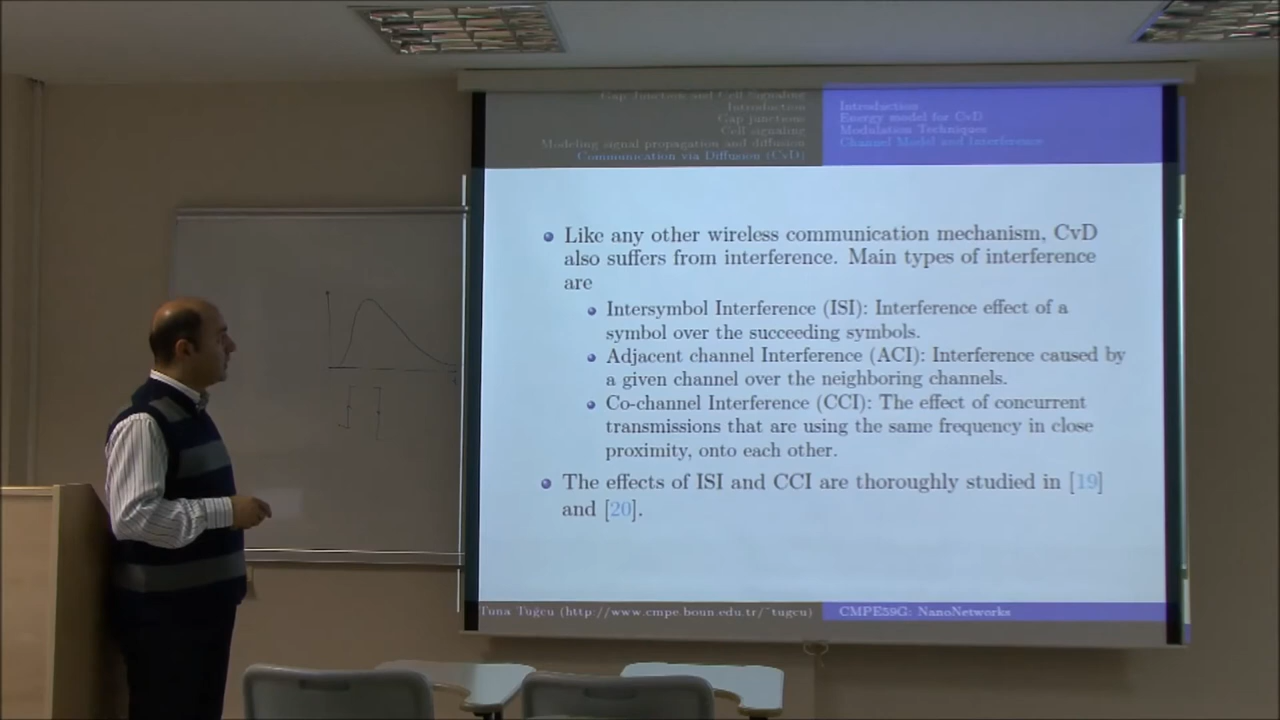 Gap Junction and Cell Signaling
Introduction
Gap junctions
Cell signaling
Modeling signal propagation and diffusion
Communication via Diffusion (CvD)
Introduction
Energy model for CvD
Modulation Techniques
Channel Model and Interference
Like any other wireless communication mechanism, CvD
also suffers from interference. Main types of interference
are
Intersymbol Interference (ISI): Interference effect of a
symbol over the succeeding symbols.
Adjacent channel Interference (ACI): Interference caused by
a given channel over the neighboring channels.
Co-channel Interference (CCI): The effect of concurrent
transmissions that are using the same frequency in close
proximity, onto each other.
The effects of ISI and CCI are thoroughly studied in [19]
and [20].
Tuna Tuğcu (http://www.cmpe.boun.edu.tr/~tugcu)
CMPE59G: NanoNetworks